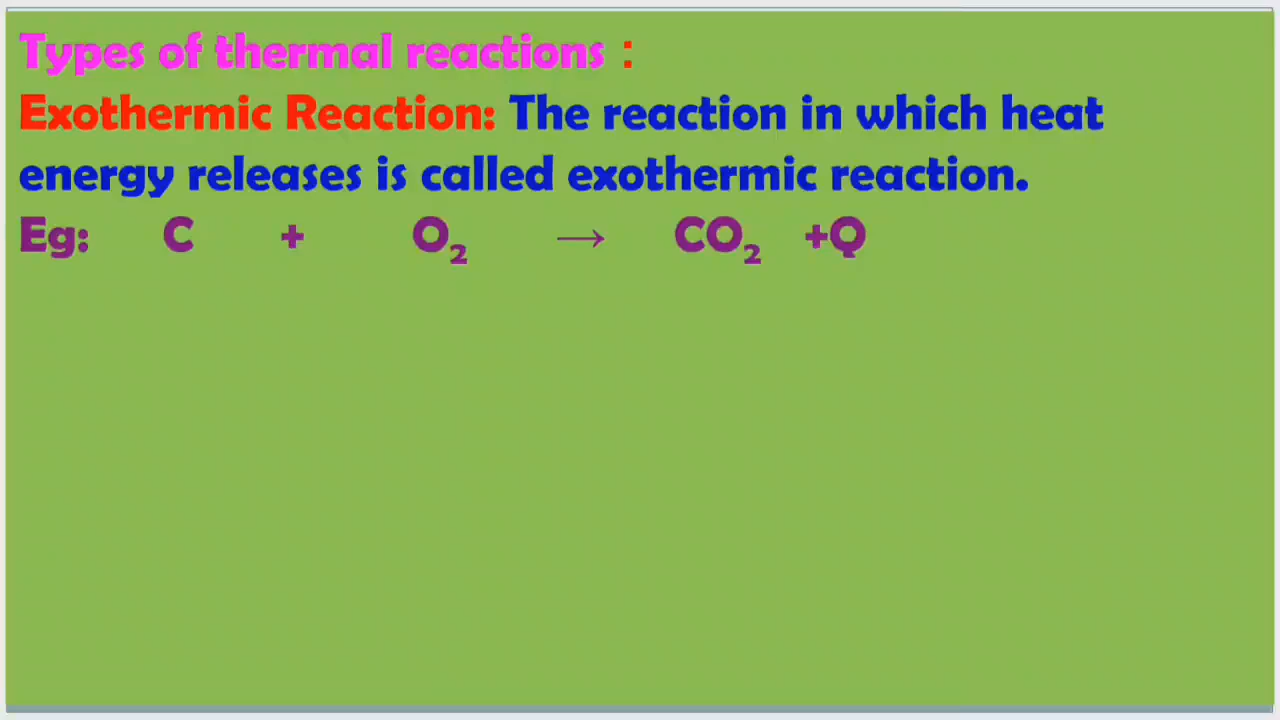 Types of thermal reactions :
Exothermic Reaction: The reaction in which heat
energy releases is called exothermic reaction.
Eg: C + O₂ → CO₂ +Q